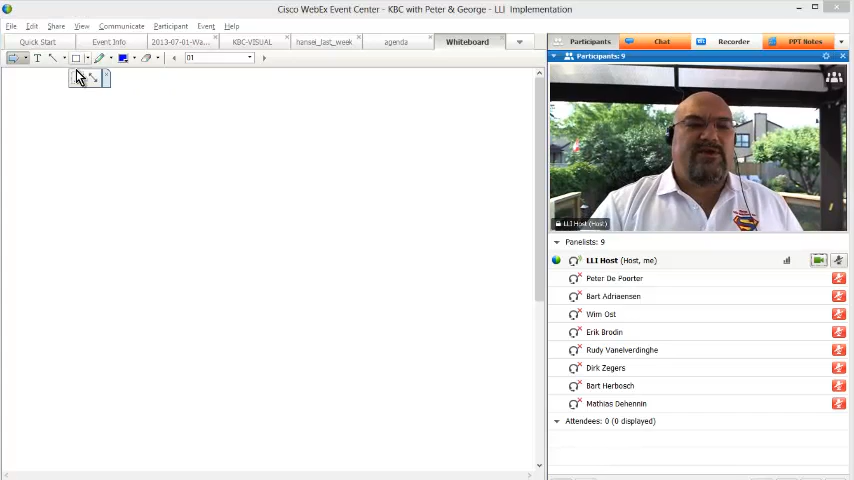 Cisco WebEx Event Center - KBC with Peter & George - LLI Implementation
File Edit Share View Communicate Participant Event Help
Quick Start Event Info 2013-07-01-Wa... KBC-VISUAL hansei_last_week agenda Whiteboard
Participants Chat Recorder PPT Notes
T 01
Participants: 9
LLI Host (Host)
Panelists: 9
LLI Host (Host, me)
Peter De Poorter
Bart Adriaensen
Wim Ost
Erik Brodin
Rudy Vanelverdinghe
Dirk Zegers
Bart Herbosch
Mathias Dehennin
Attendees: 0 (0 displayed)